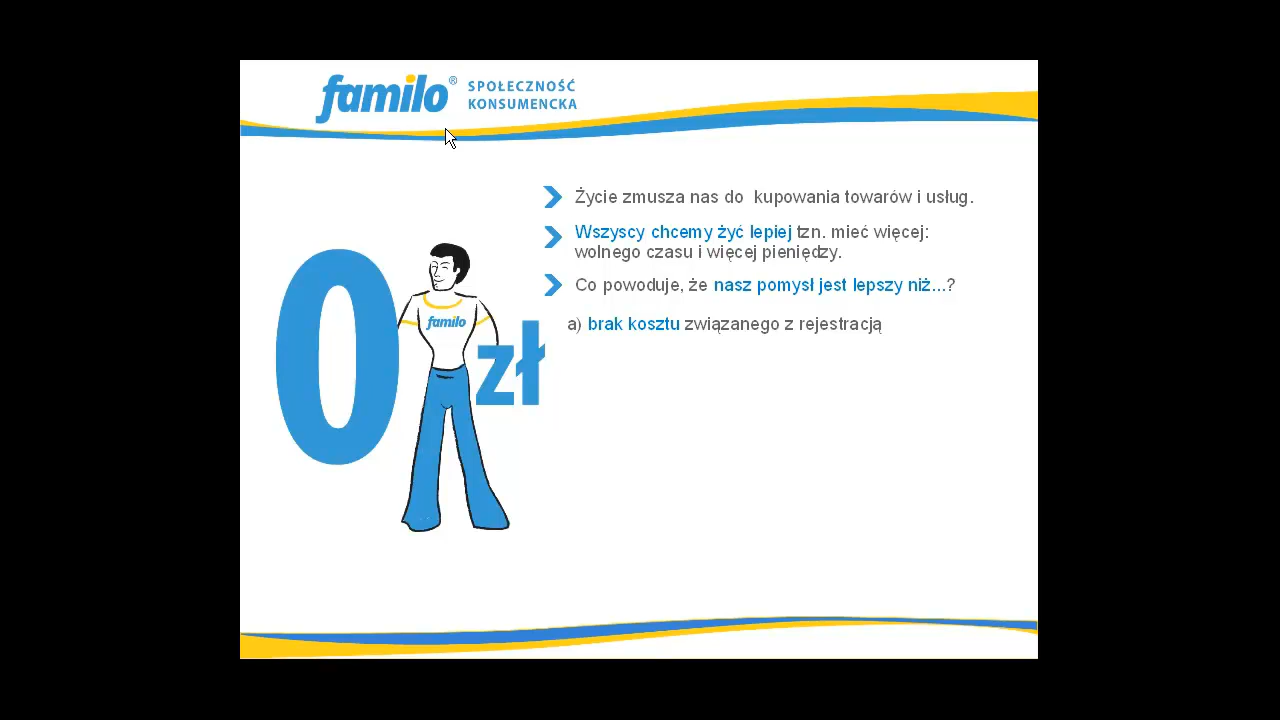 familo® SPOŁECZNOŚĆ
KONSUMENCKA
Życie zmusza nas do kupowania towarów i usług.
Wszyscy chcemy żyć lepiej tzn. mieć więcej:
wolnego czasu i więcej pieniędzy.
Co powoduje, że nasz pomysł jest lepszy niż...?
a) brak kosztu związanego z rejestracją
0 zł
familo